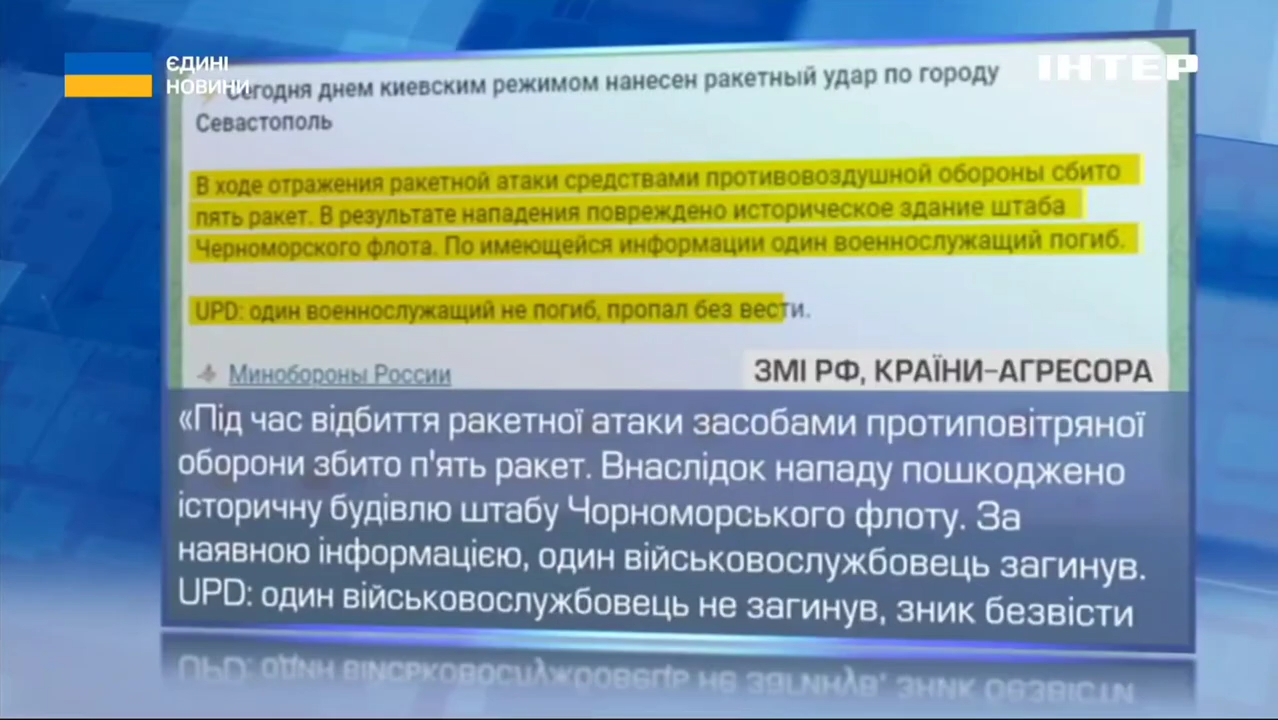 ЄДИНІ
НОВИНИ
ІНТЕР
Сегодня днем киевским режимом нанесен ракетный удар по городу
Севастополь
В ходе отражения ракетной атаки средствами противовоздушной обороны сбито
пять ракет. В результате нападения повреждено историческое здание штаба
Черноморского флота. По имеющейся информации один военнослужащий погиб.
UPD: один военнослужащий не погиб, пропал без вести.
Минобороны России
ЗМІ РФ, КРАЇНИ-АГРЕСОРА
«Під час відбиття ракетної атаки засобами протиповітряної
оборони збито п'ять ракет. Внаслідок нападу пошкоджено
історичну будівлю штабу Чорноморського флоту. За
наявною інформацією, один військовослужбовець загинув.
UPD: один військовослужбовець не загинув, зник безвісти